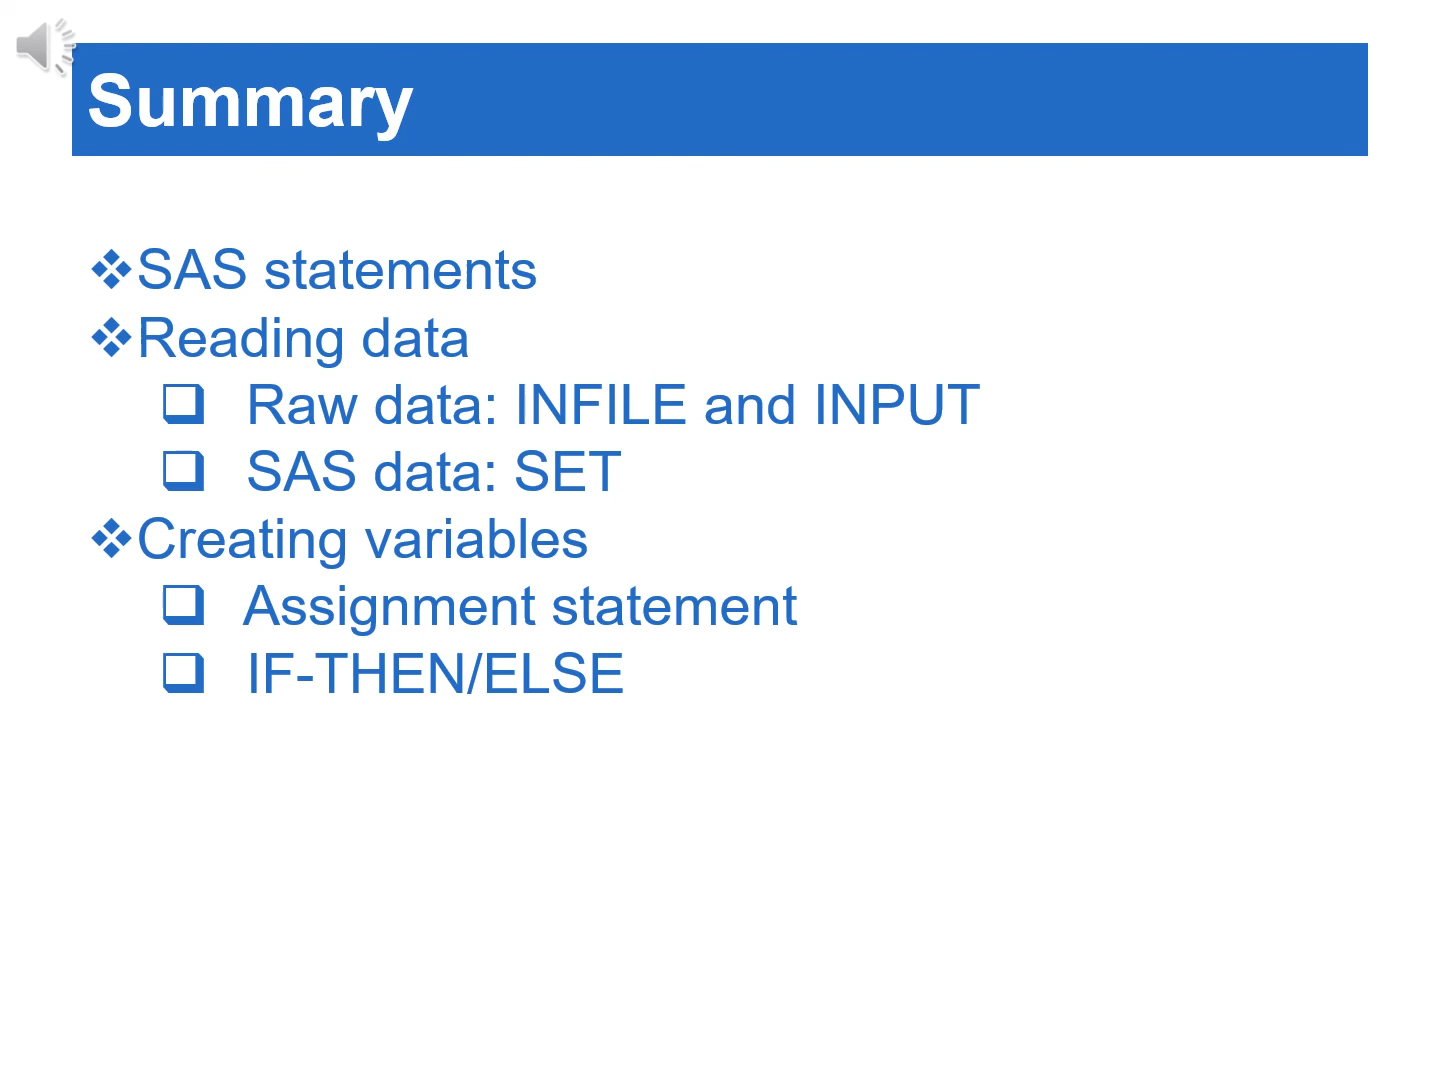 Summary
❖SAS statements
❖Reading data
❑ Raw data: INFILE and INPUT
❑ SAS data: SET
❖Creating variables
❑ Assignment statement
❑ IF-THEN/ELSE